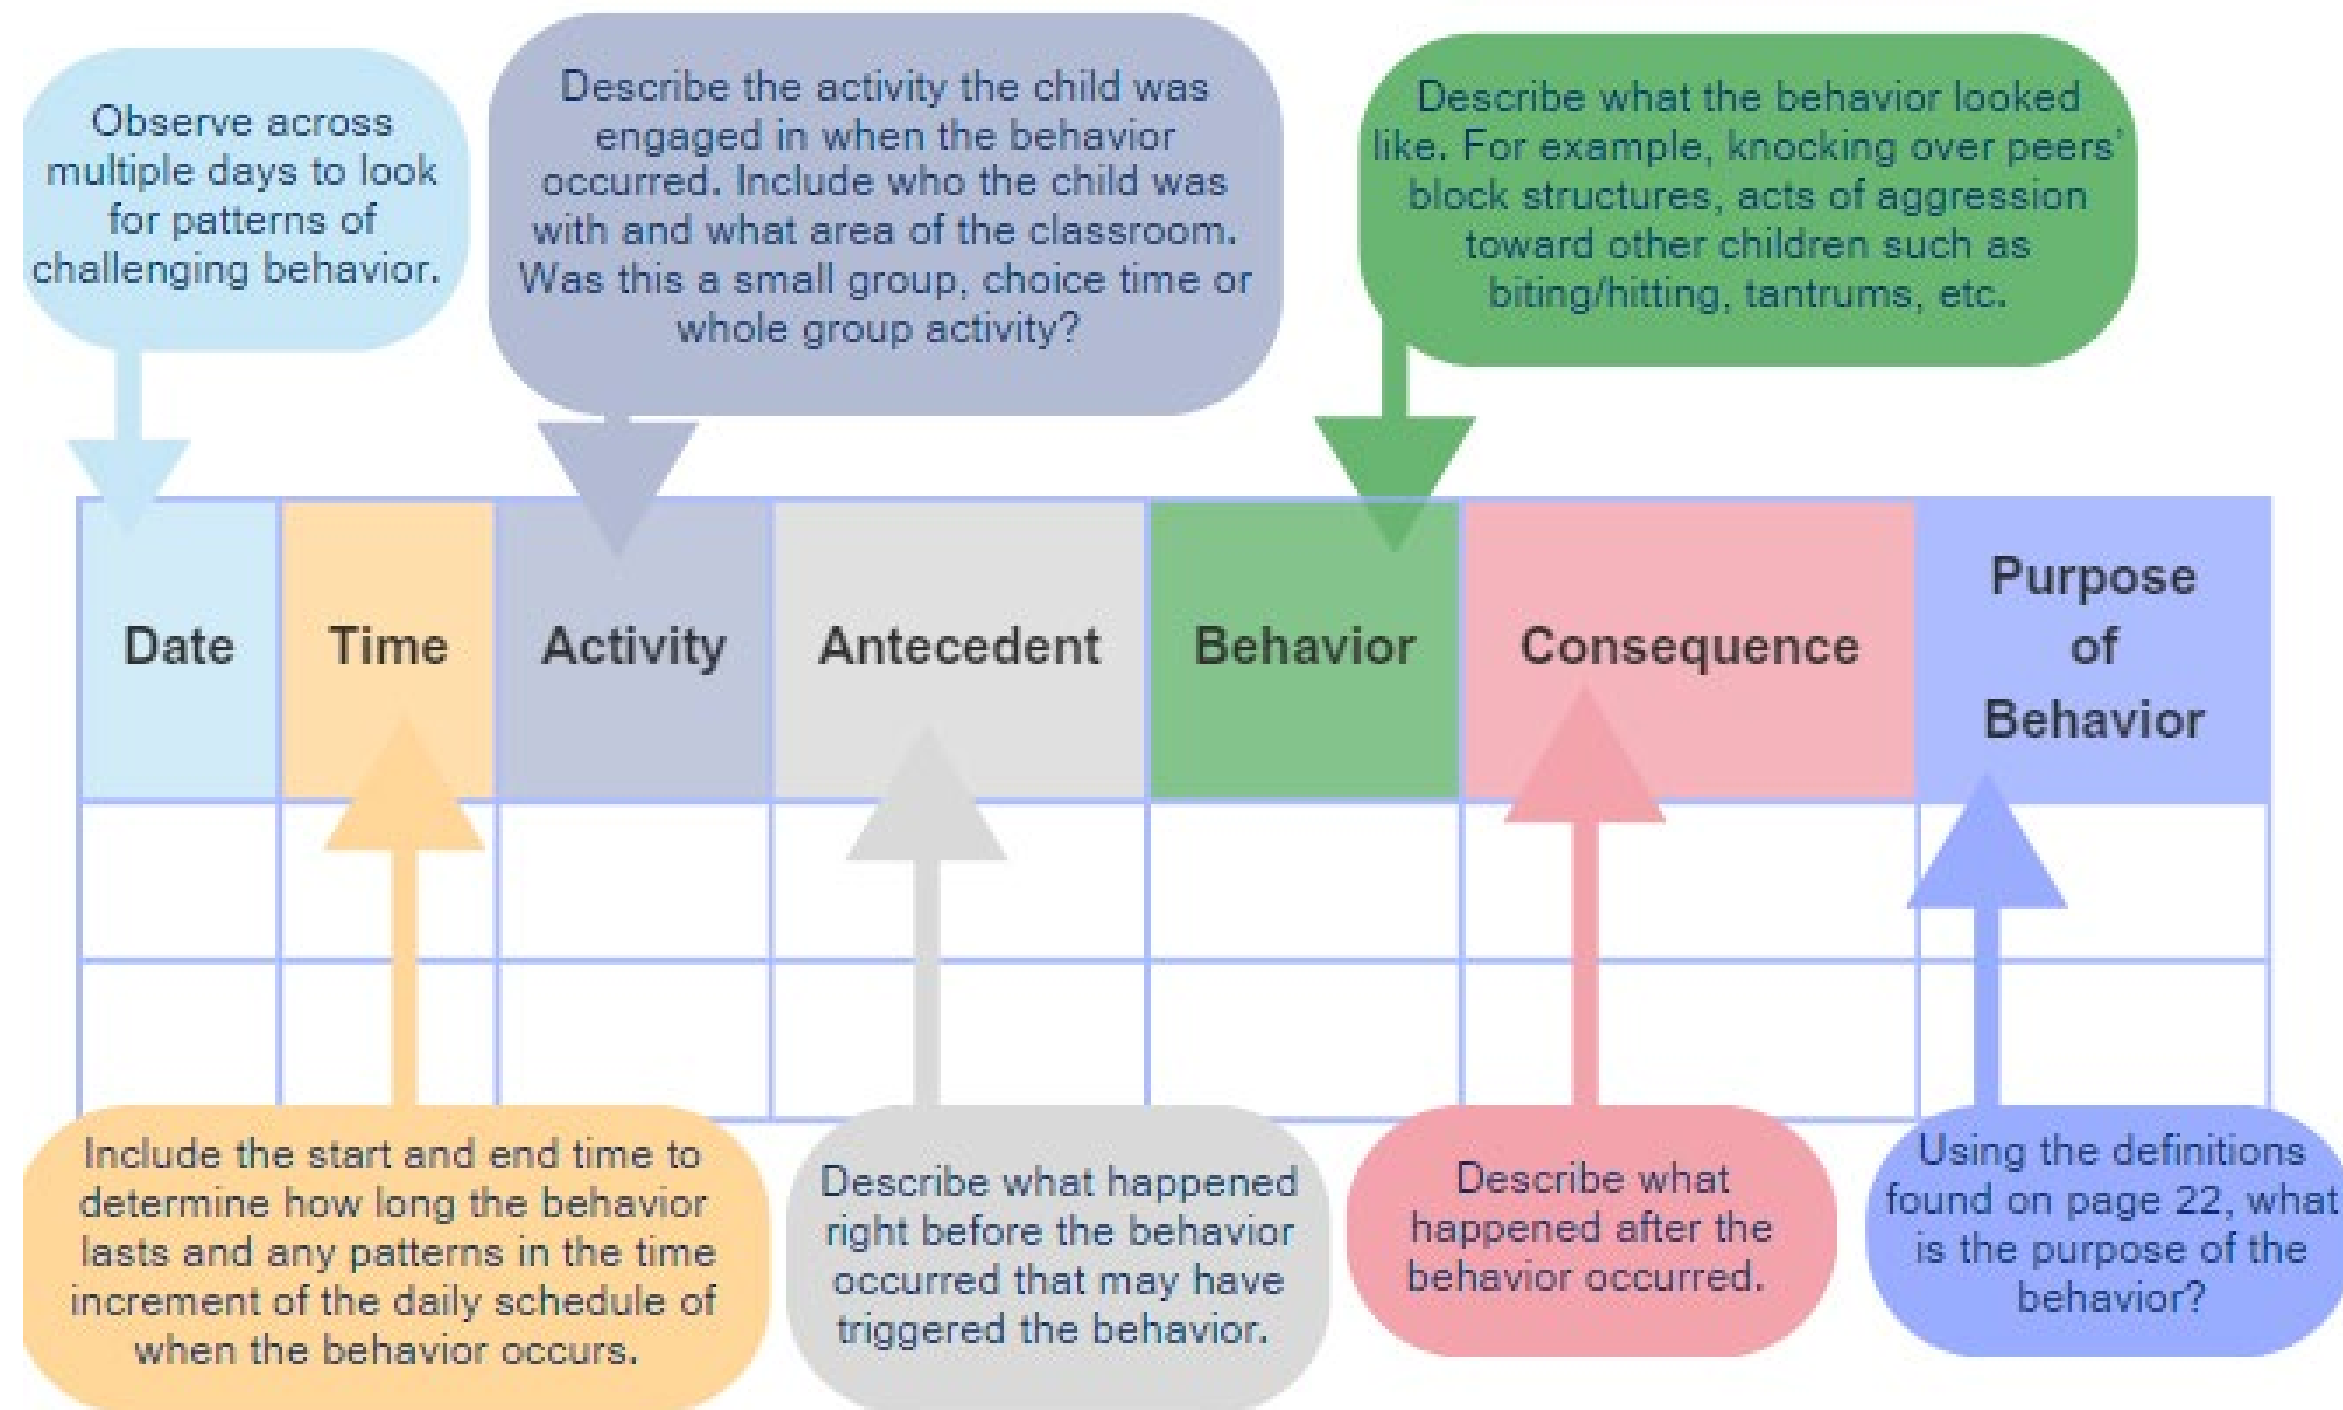 Observe across
multiple days to look
for patterns of
challenging behavior.
Describe the activity the child was
engaged in when the behavior
occurred. Include who the child was
with and what area of the classroom.
Was this a small group, choice time or
whole group activity?
Describe what the behavior looked
like. For example, knocking over peers'
block structures, acts of aggression
toward other children such as
biting/hitting, tantrums, etc.
Date
Time
Activity
Antecedent
Behavior
Consequence
Purpose
of
Behavior
Include the start and end time to
determine how long the behavior
lasts and any patterns in the time
increment of the daily schedule of
when the behavior occurs.
Describe what happened
right before the behavior
occurred that may have
triggered the behavior.
Describe what
happened after the
behavior occurred.
Using the definitions
found on page 22, what
is the purpose of the
behavior?